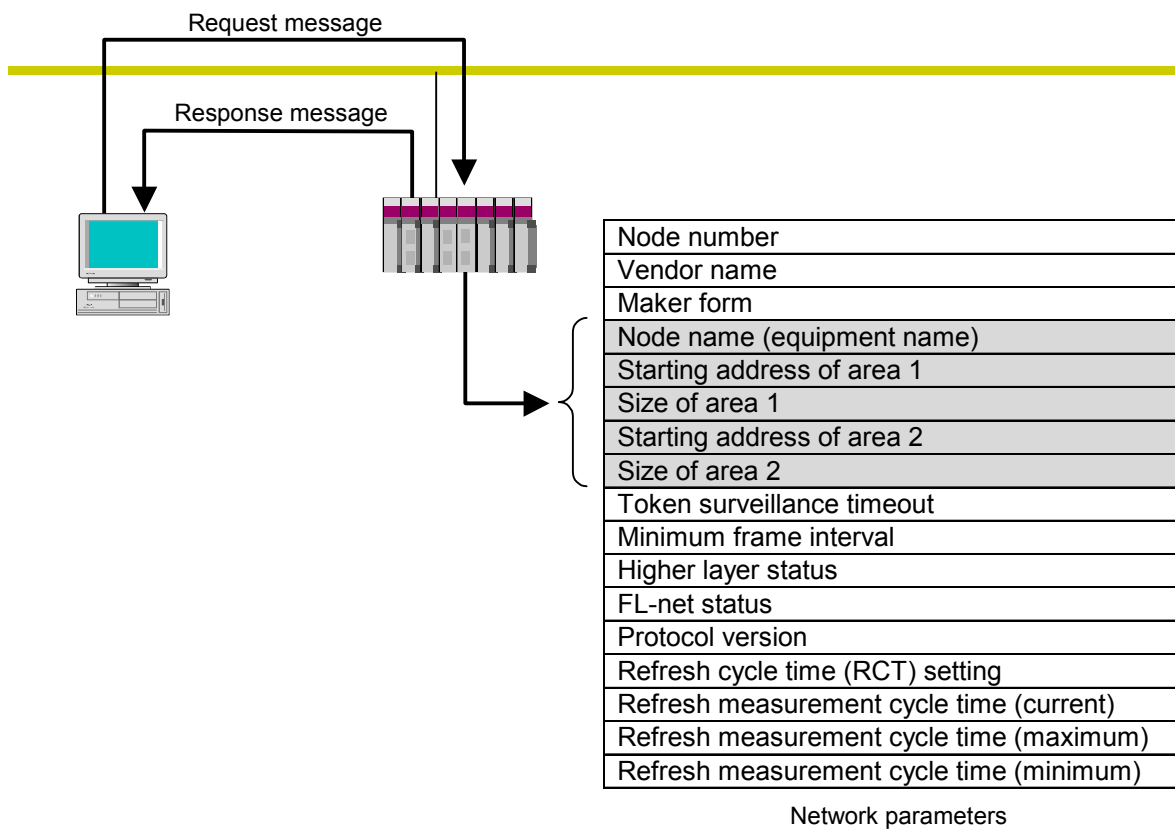 Request message
Response message
Node number
Vendor name
Maker form
Node name (equipment name)
Starting address of area 1
Size of area 1
Starting address of area 2
Size of area 2
Token surveillance timeout
Minimum frame interval
Higher layer status
FL-net status
Protocol version
Refresh cycle time (RCT) setting
Refresh measurement cycle time (current)
Refresh measurement cycle time (maximum)
Refresh measurement cycle time (minimum)
Network parameters